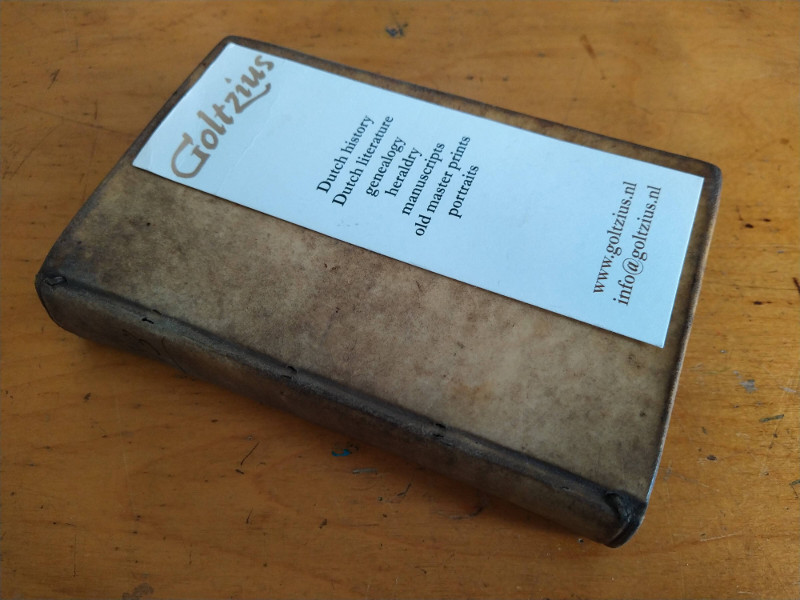 Goltzius
Dutch history
Dutch literature
genealogy
heraldry
manuscripts
old master prints
portraits
www.goltzius.nl
info@goltzius.nl